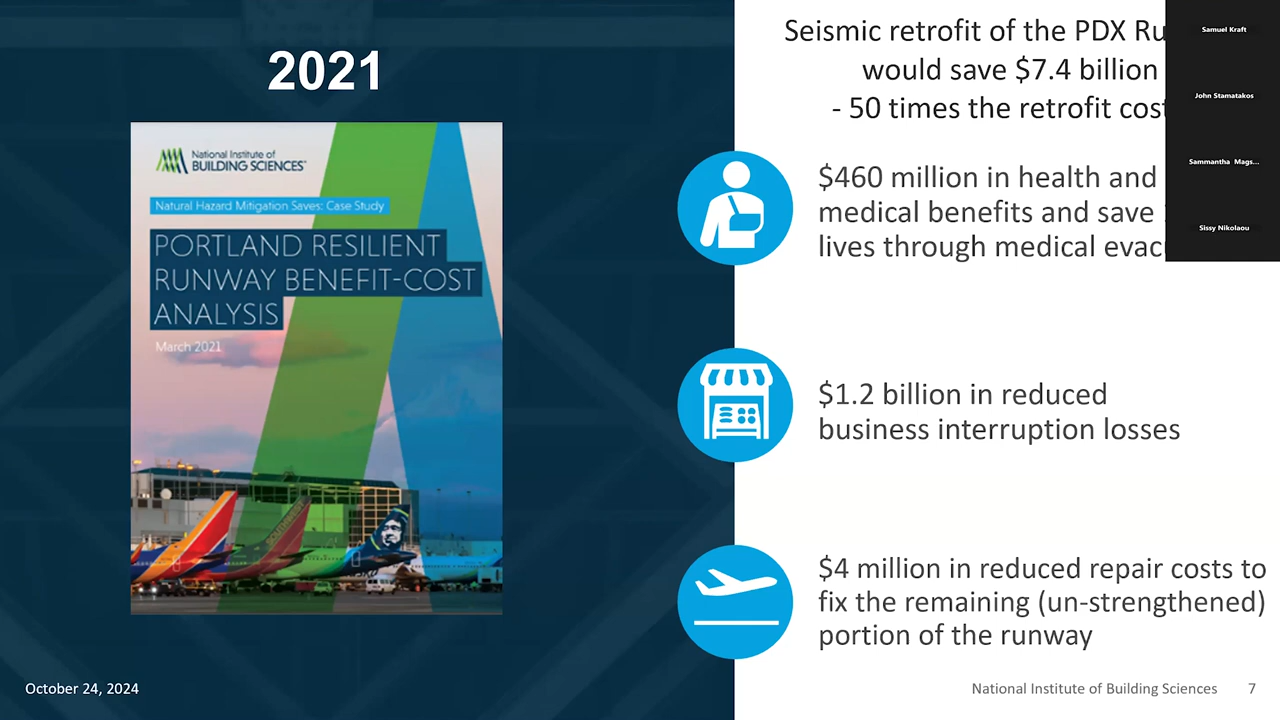 2021
National Institute of
BUILDING SCIENCES
Natural Hazard Mitigation Saves: Case Study
PORTLAND RESILIENT
RUNWAY BENEFIT-COST
ANALYSIS
March 2021
SOUTHWEST
Seismic retrofit of the PDX
would save $7.4 billion
- 50 times the retrofit
$460 million in health and
medical benefits and save
lives through medical
$1.2 billion in reduced
business interruption losses
$4 million in reduced repair costs to
fix the remaining (un-strengthened)
portion of the runway
Samuel Kraft
John Stamatakos
Sammantha Mags...
Sissy Nikolaou
October 24, 2024
National Institute of Building Sciences 7